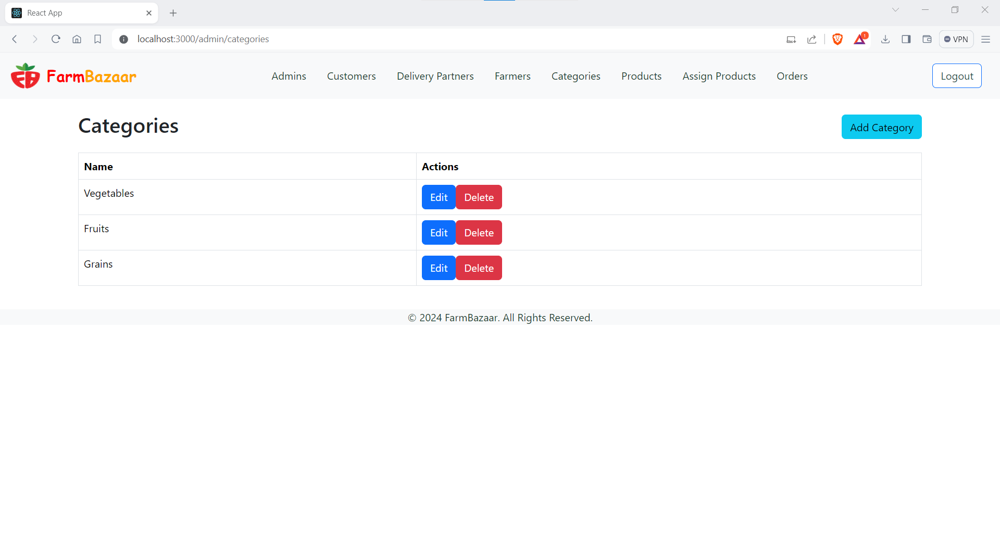 React App
localhost:3000/admin/categories
1
VPN
FarmBazaar
Admins Customers Delivery Partners Farmers Categories Products Assign Products Orders
Logout
Categories
Add Category
Name Actions
Vegetables Edit Delete
Fruits Edit Delete
Grains Edit Delete
© 2024 FarmBazaar. All Rights Reserved.